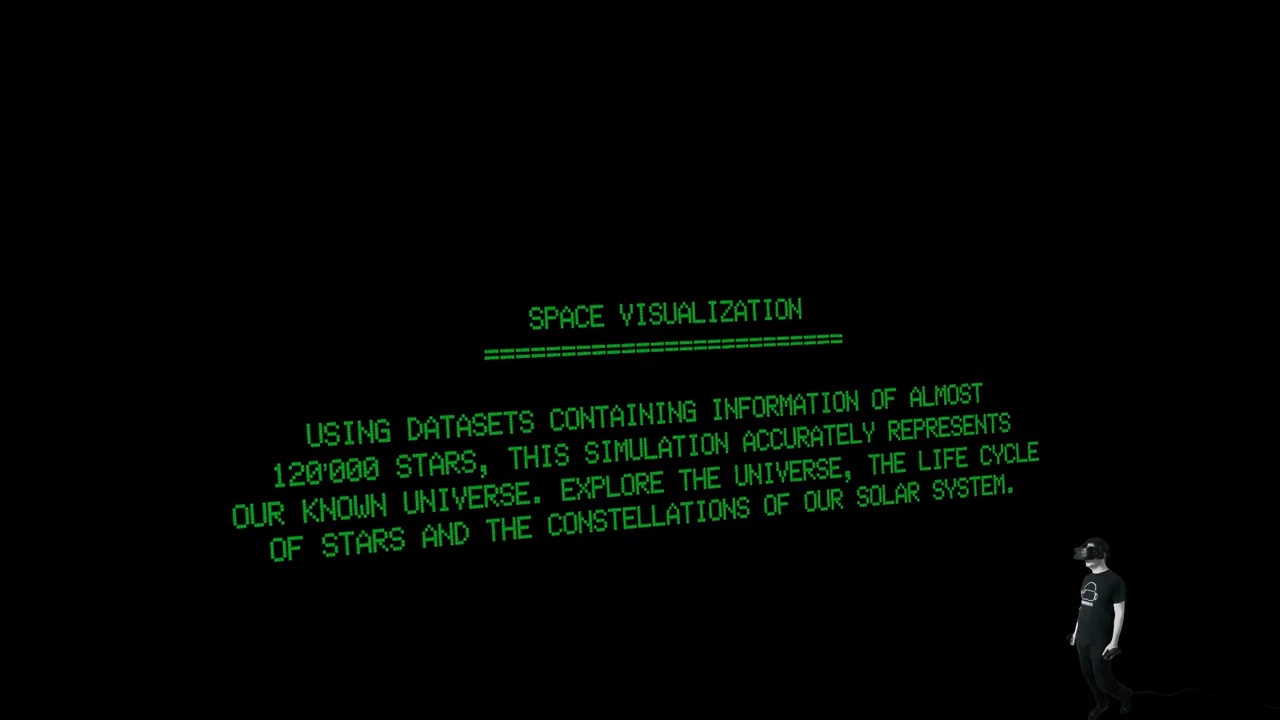 SPACE VISUALIZATION
=======================
USING DATASETS CONTAINING INFORMATION OF ALMOST
120'000 STARS, THIS SIMULATION ACCURATELY REPRESENTS
OUR KNOWN UNIVERSE. EXPLORE THE UNIVERSE, THE LIFE CYCLE
OF STARS AND THE CONSTELLATIONS OF OUR SOLAR SYSTEM.